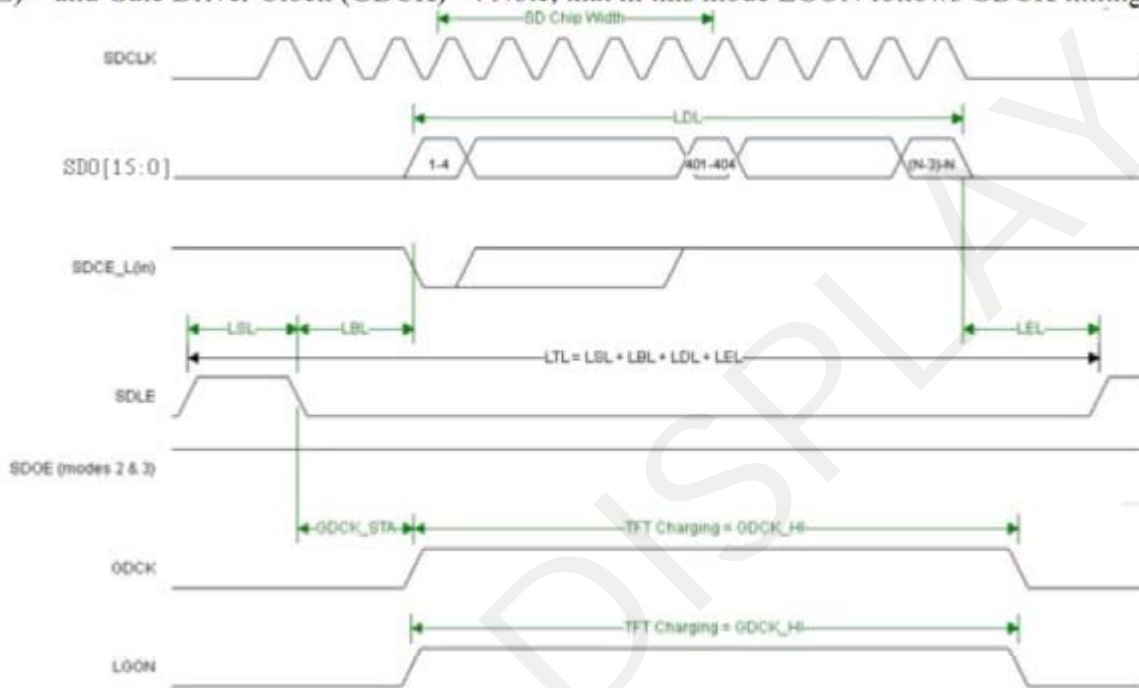 and Gate Driver Clock (GDCK)
Note, that in this mode LGON follows GDCK timing
SD Chip Width
SDCLK
LDL
SDO[15:0]
1-4
401-404
(N-3)-N
SDCE_L(in)
LSL
LBL
LEL
LTL = LSL + LBL + LDL + LEL
SDLE
SDOE (modes 2 & 3)
GDCK_STA
TFT Charging = GDCK_HI
GDCK
TFT Charging = GDCK_HI
LGON
DISPLAY